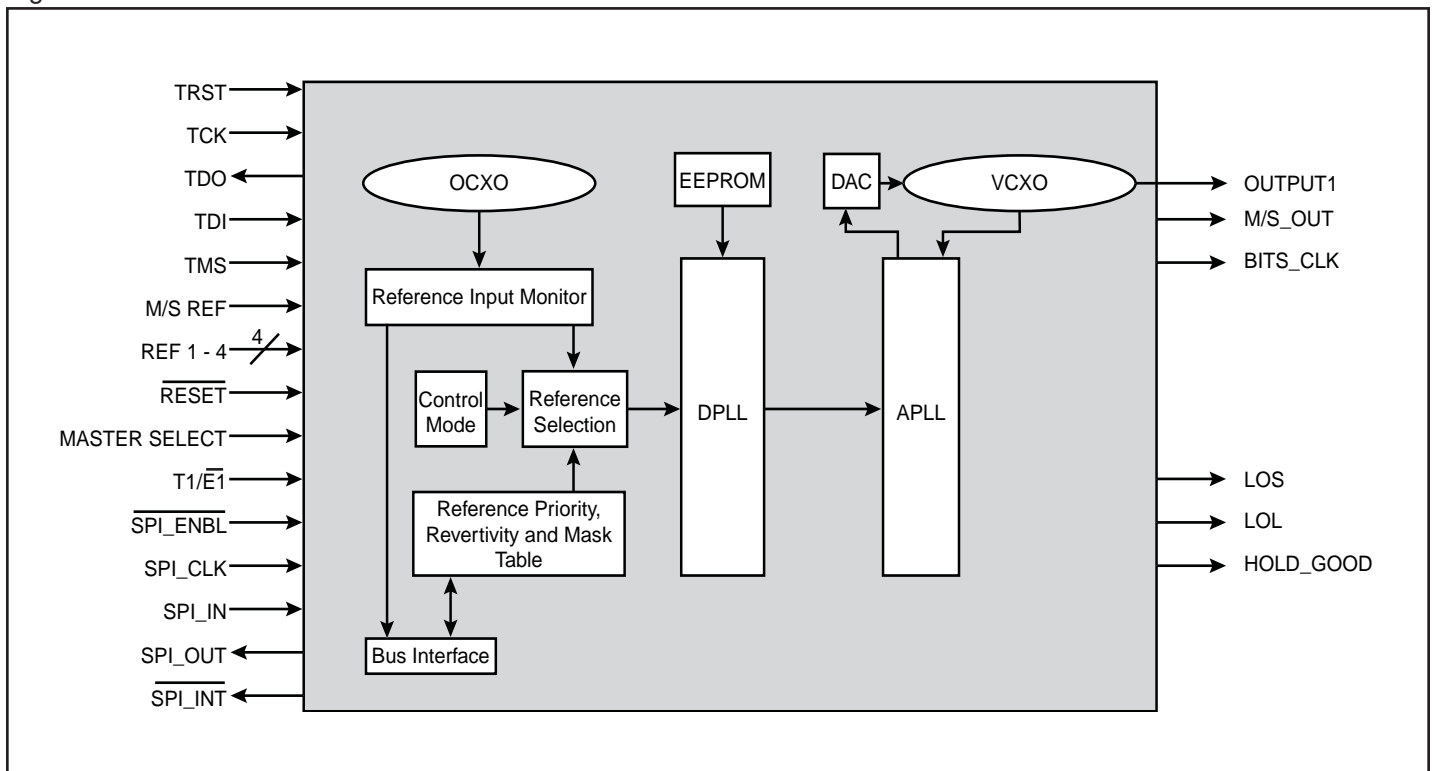 TRST
TCK
TDO
TDI
TMS
M/S REF
REF 1 - 4
4
RESET
MASTER SELECT
T1/E1
SPI_ENBL
SPI_CLK
SPI_IN
SPI_OUT
SPI_INT
OCXO
EEPROM
DAC
VCXO
Reference Input Monitor
Control
Mode
Reference
Selection
DPLL
APLL
Reference Priority,
Revertivity and Mask
Table
Bus Interface
OUTPUT1
M/S_OUT
BITS_CLK
LOS
LOL
HOLD_GOOD